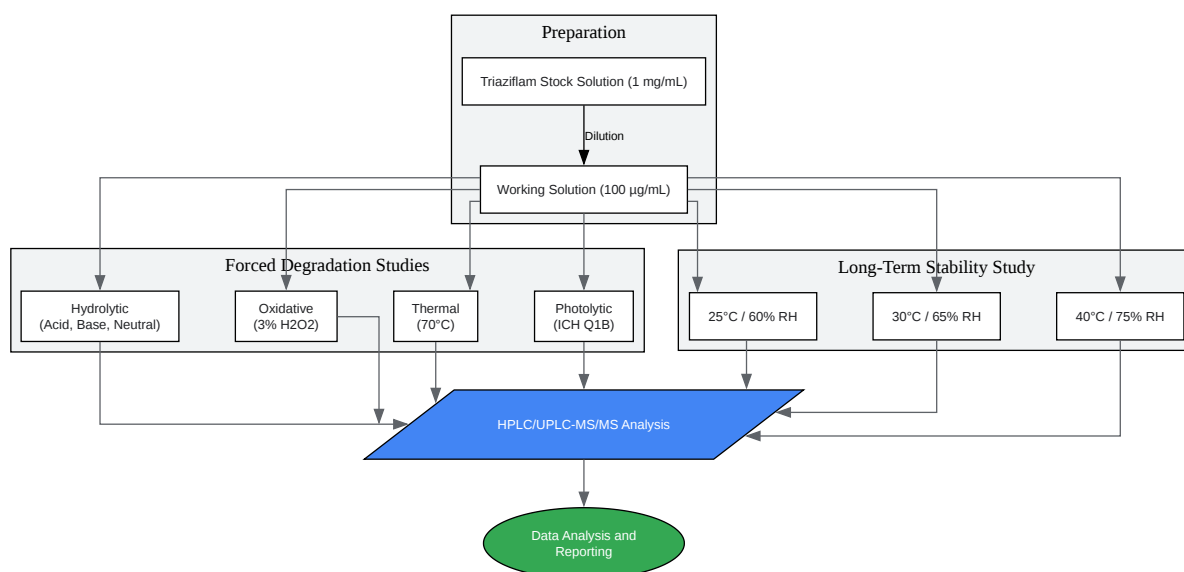 Preparation
Triaziflam Stock Solution (1 mg/mL)
Dilution
Working Solution (100 µg/mL)
Forced Degradation Studies
Hydrolytic
(Acid, Base, Neutral)
Oxidative
(3% H2O2)
Thermal
(70°C)
Photolytic
(ICH Q1B)
Long-Term Stability Study
25°C / 60% RH
30°C / 65% RH
40°C / 75% RH
HPLC/UPLC-MS/MS Analysis
Data Analysis and
Reporting